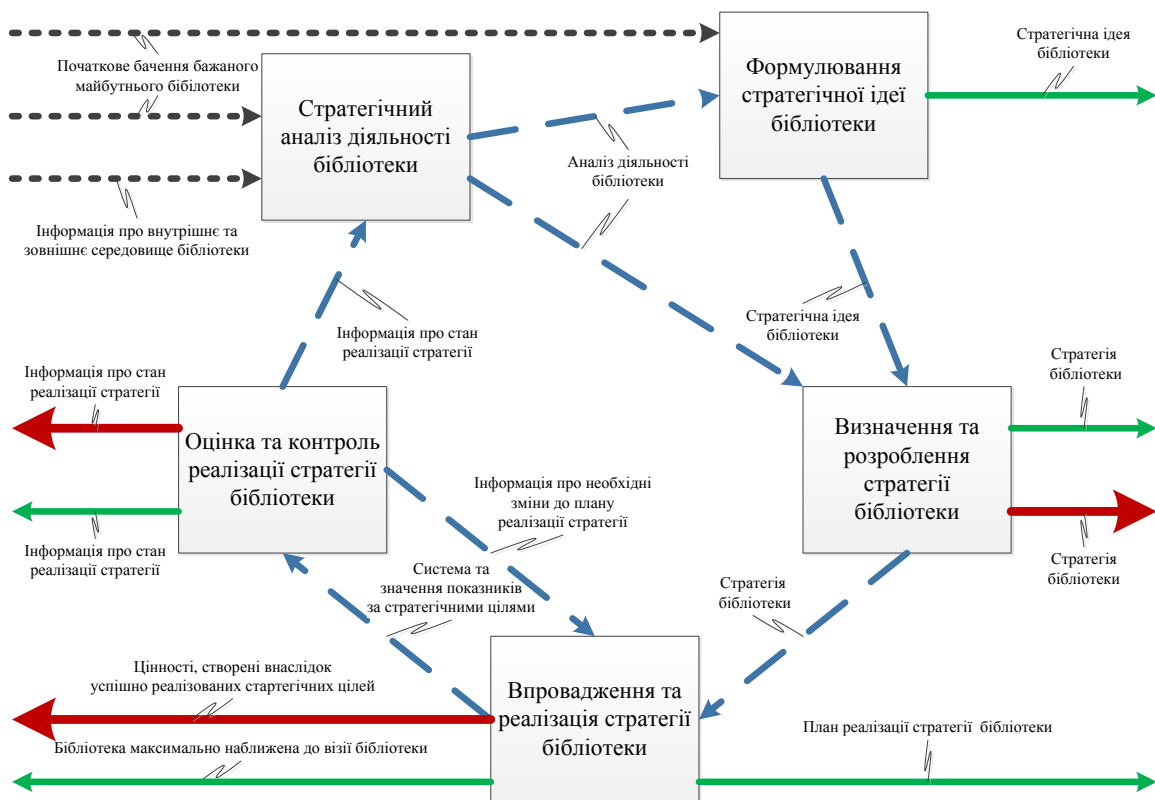 Початкове бачення бажаного
майбутнього бібілотеки
Стратегічний
аналіз діяльності
бібліотеки
Формулювання
стратегічної ідеї
бібліотеки
Стратегічна ідея
бібліотеки
Аналіз діяльності
бібліотеки
Інформація про внутрішнє та
зовнішнє середовище бібліотеки
Інформація про стан
реалізації стратегії
Стратегічна ідея
бібліотеки
Інформація про стан
реалізації стратегії
Стратегія
бібліотеки
Оцінка та контроль
реалізації стратегії
бібліотеки
Визначення та
розроблення
стратегії
бібліотеки
Інформація про необхідні
зміни до плану
реалізації стратегії
Інформація про стан
реалізації стратегії
Стратегія
бібліотеки
Система та
значення показників
за стратегічними цілями
Стратегія
бібліотеки
Цінності, створені внаслідок
успішно реалізованих стартегічних цілей
Впровадження та
реалізація стратегії
бібліотеки
План реалізації стратегії бібліотеки
Бібліотека максимально наближена до візії бібліотеки